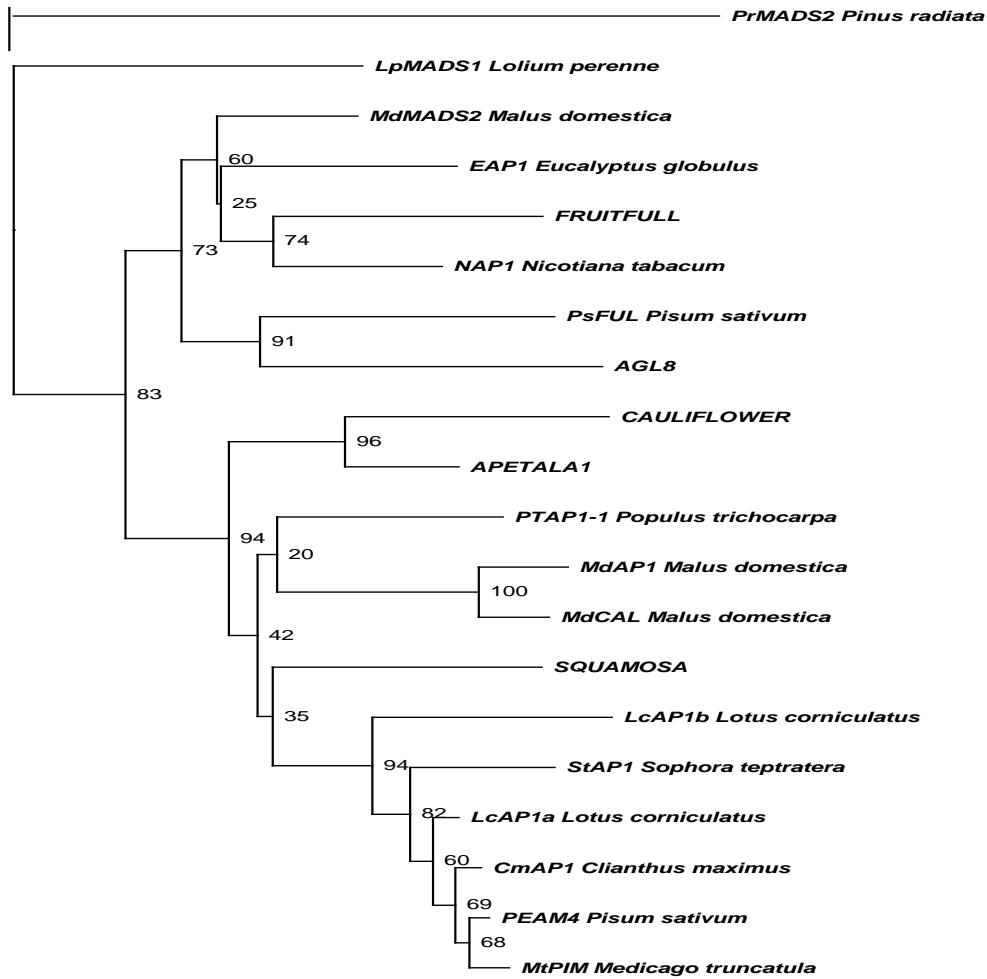 PrMADS2 Pinus radiata
LpMADS1 Lolium perenne
MdMADS2 Malus domestica
60
EAP1 Eucalyptus globulus
25
FRUITFULL
74
73
NAP1 Nicotiana tabacum
PsFUL Pisum sativum
91
AGL8
83
CAULIFLOWER
96
APETALA1
PTAP1-1 Populus trichocarpa
94
20
MdAP1 Malus domestica
100
MdCAL Malus domestica
42
SQUAMOSA
35
LcAP1b Lotus corniculatus
94
StAP1 Sophora teptratera
82
LcAP1a Lotus corniculatus
60
CmAP1 Clianthus maximus
69
PEAM4 Pisum sativum
68
MtPIM Medicago truncatula